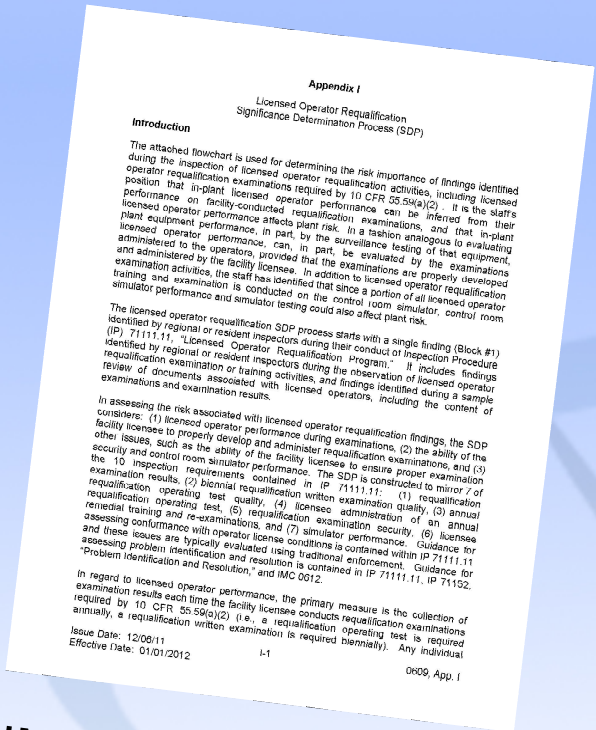 Appendix I
Licensed Operator Requalification
Significance Determination Process (SDP)
Introduction
The attached flowchart is used for determining the risk importance of findings identified
during the inspection of licensed operator requalification activities, including licensed
operator requalification examinations required by 10 CFR 55.59(a)(2) . It is the staff's
position that in-plant licensed operator performance can be inferred from their
performance on facility-conducted requalification examinations, and that in-plant
licensed operator performance affects plant risk. In a fashion analogous to evaluating
plant equipment performance, in part, by the surveillance testing of that equipment,
licensed operator performance, can, in part, be evaluated by the examinations
administered to the operators, provided that the examinations are properly developed
and administered by the facility licensee. In addition to licensed operator requalification
examination activities, the staff has identified that since a portion of all licensed operator
training and examination is conducted on the control room simulator, control room
simulator performance and simulator testing could also affect plant risk.
The licensed operator requalification SDP process starts with a single finding (Block #1)
identified by regional or resident inspectors during their conduct of Inspection Procedure
(IP) 71111.11, "Licensed Operator Requalification Program." It includes findings
identified by regional or resident inspectors during the observation of licensed operator
requalification examination or training activities, and findings identified during a sample
review of documents associated with licensed operators, including the content of
examinations and examination results.
In assessing the risk associated with licensed operator requalification findings, the SDP
considers: (1) licensed operator performance during examinations, (2) the ability of the
facility licensee to properly develop and administer requalification examinations, and (3)
other issues, such as the ability of the facility licensee to ensure proper examination
security and control room simulator performance. The SDP is constructed to mirror 7 of
the 10 inspection requirements contained in IP 71111.11: (1) requalification
examination results, (2) biennial requalification written examination quality, (3) annual
requalification operating test quality, (4) licensee administration of an annual
requalification operating test, (5) requalification examination security, (6) licensee
remedial training and re-examinations, and (7) simulator performance. Guidance for
assessing conformance with operator license conditions is contained within IP 71111.11
and these issues are typically evaluated using traditional enforcement. Guidance for
assessing problem identification and resolution is contained in IP 71111.11, IP 71152,
"Problem Identification and Resolution," and IMC 0612.
In regard to licensed operator performance, the primary measure is the collection of
examination results each time the facility licensee conducts requalification examinations
required by 10 CFR 55.59(a)(2) (i.e., a requalification operating test is required
annually, a requalification written examination is required biennially). Any individual
Issue Date: 12/06/11
Effective Date: 01/01/2012
I-1
0609, App. I